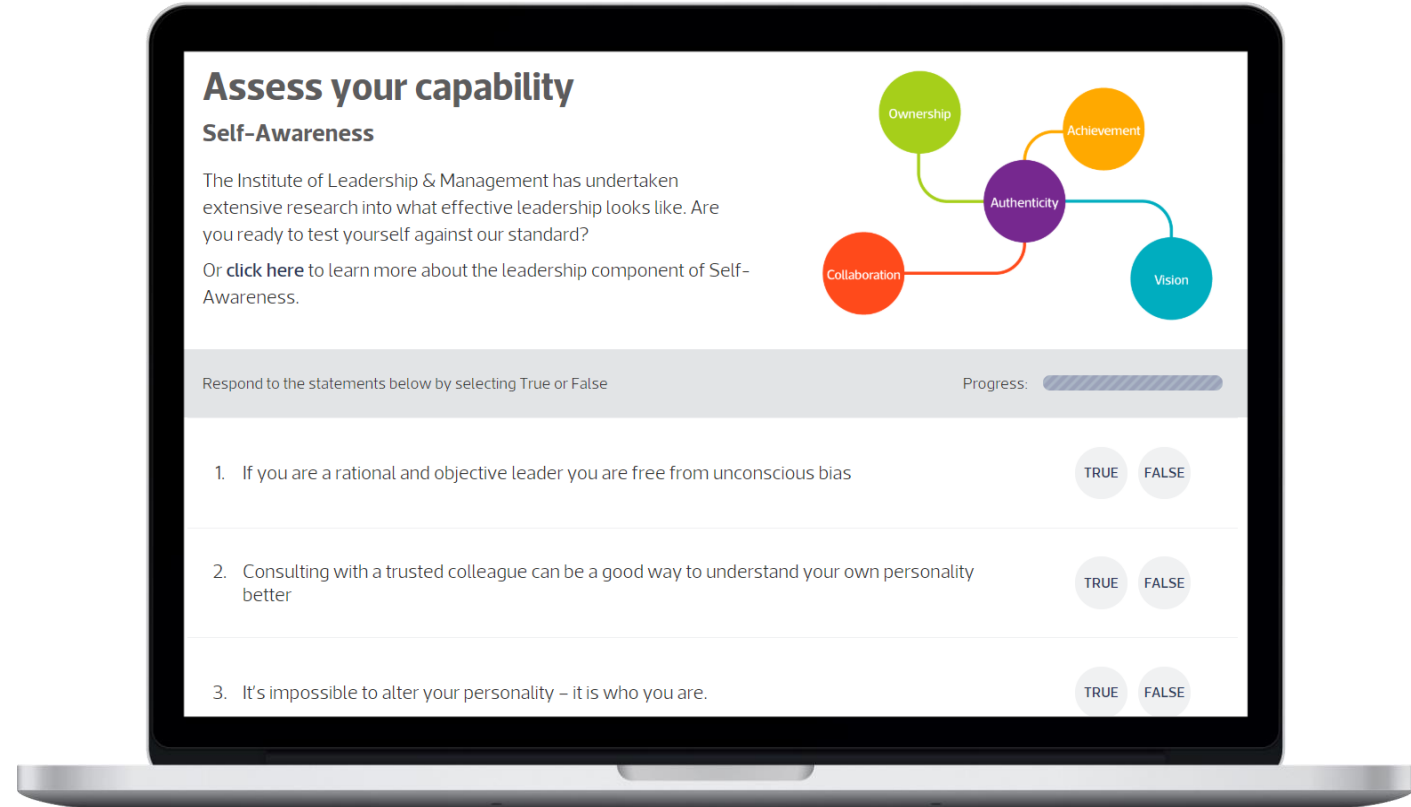 Assess your capability
Self-Awareness
The Institute of Leadership & Management has undertaken
extensive research into what effective leadership looks like. Are
you ready to test yourself against our standard?
Or click here to learn more about the leadership component of Self-
Awareness.
Ownership
Achievement
Authenticity
Collaboration
Vision
Respond to the statements below by selecting True or False
Progress:
1. If you are a rational and objective leader you are free from unconscious bias
TRUE FALSE
2. Consulting with a trusted colleague can be a good way to understand your own personality
better
TRUE FALSE
3. It's impossible to alter your personality – it is who you are.
TRUE FALSE